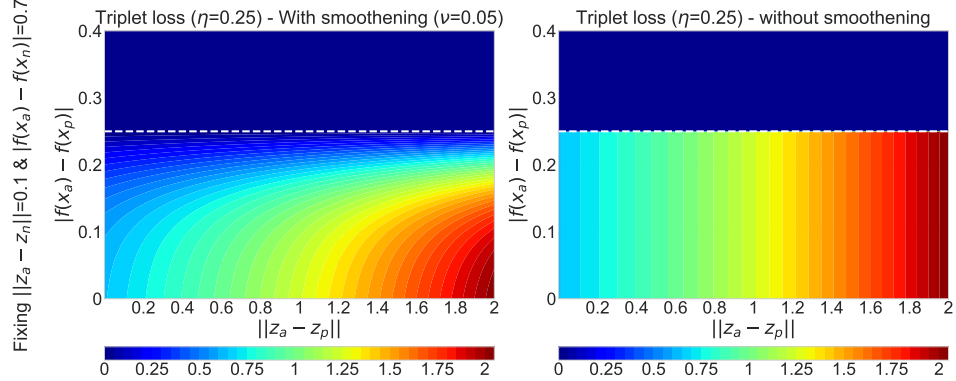 Triplet loss (η=0.25) - With smoothening (ν=0.05)
Triplet loss (η=0.25) - without smoothening
Fixing ||z_a − z_n||=0.1 & |f(x_a) − f(x_n)|=0.7
|f(x_a) − f(x_p)|
0.4
0.3
0.2
0.1
0
0.2 0.4 0.6 0.8 1.0 1.2 1.4 1.6 1.8 2
||z_a − z_p||
0 0.25 0.5 0.75 1 1.25 1.5 1.75 2
|f(x_a) − f(x_p)|
0.4
0.3
0.2
0.1
0
0.2 0.4 0.6 0.8 1.0 1.2 1.4 1.6 1.8 2
||z_a − z_p||
0 0.25 0.5 0.75 1 1.25 1.5 1.75 2